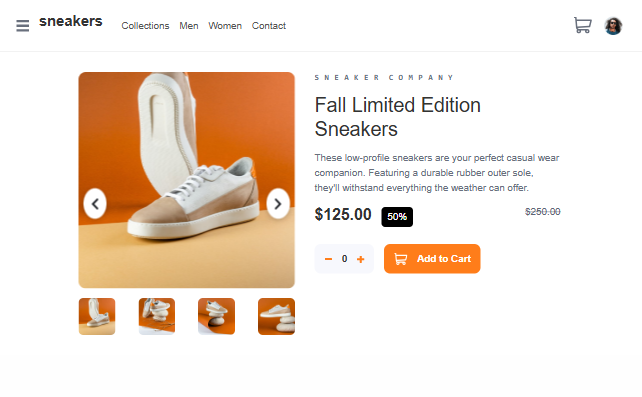 sneakers
Collections Men Women Contact
SNEAKER COMPANY
Fall Limited Edition
Sneakers
These low-profile sneakers are your perfect casual wear
companion. Featuring a durable rubber outer sole,
they'll withstand everything the weather can offer.
$125.00 50% $250.00
0 Add to Cart